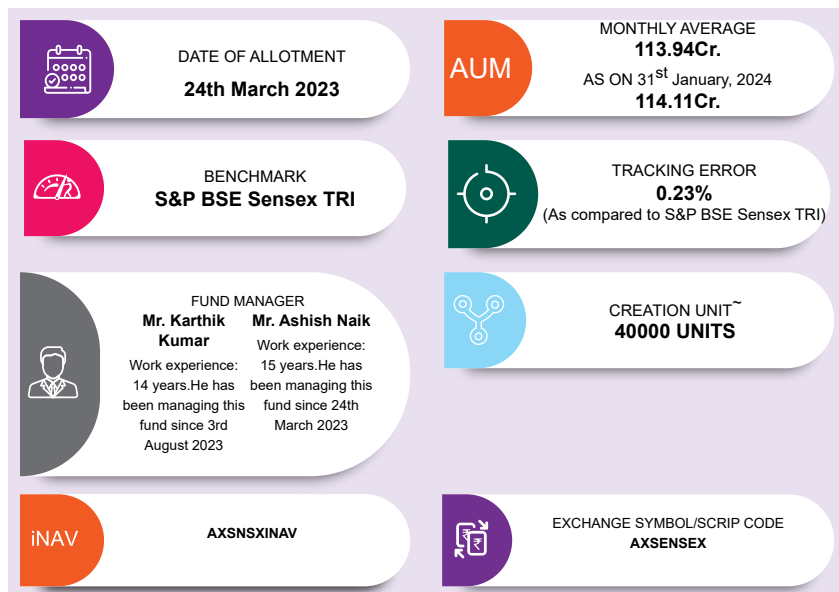 DATE OF ALLOTMENT
24th March 2023
AUM
MONTHLY AVERAGE
113.94Cr.
AS ON 31st January, 2024
114.11Cr.
BENCHMARK
S&P BSE Sensex TRI
TRACKING ERROR
0.23%
(As compared to S&P BSE Sensex TRI)
FUND MANAGER
Mr. Karthik
Kumar
Work experience:
14 years.He has
been managing this
fund since 3rd
August 2023
Mr. Ashish Naik
Work experience:
15 years.He has
been managing this
fund since 24th
March 2023
CREATION UNIT~
40000 UNITS
iNAV
AXSNSXINAV
₹
₹
EXCHANGE SYMBOL/SCRIP CODE
AXSENSEX